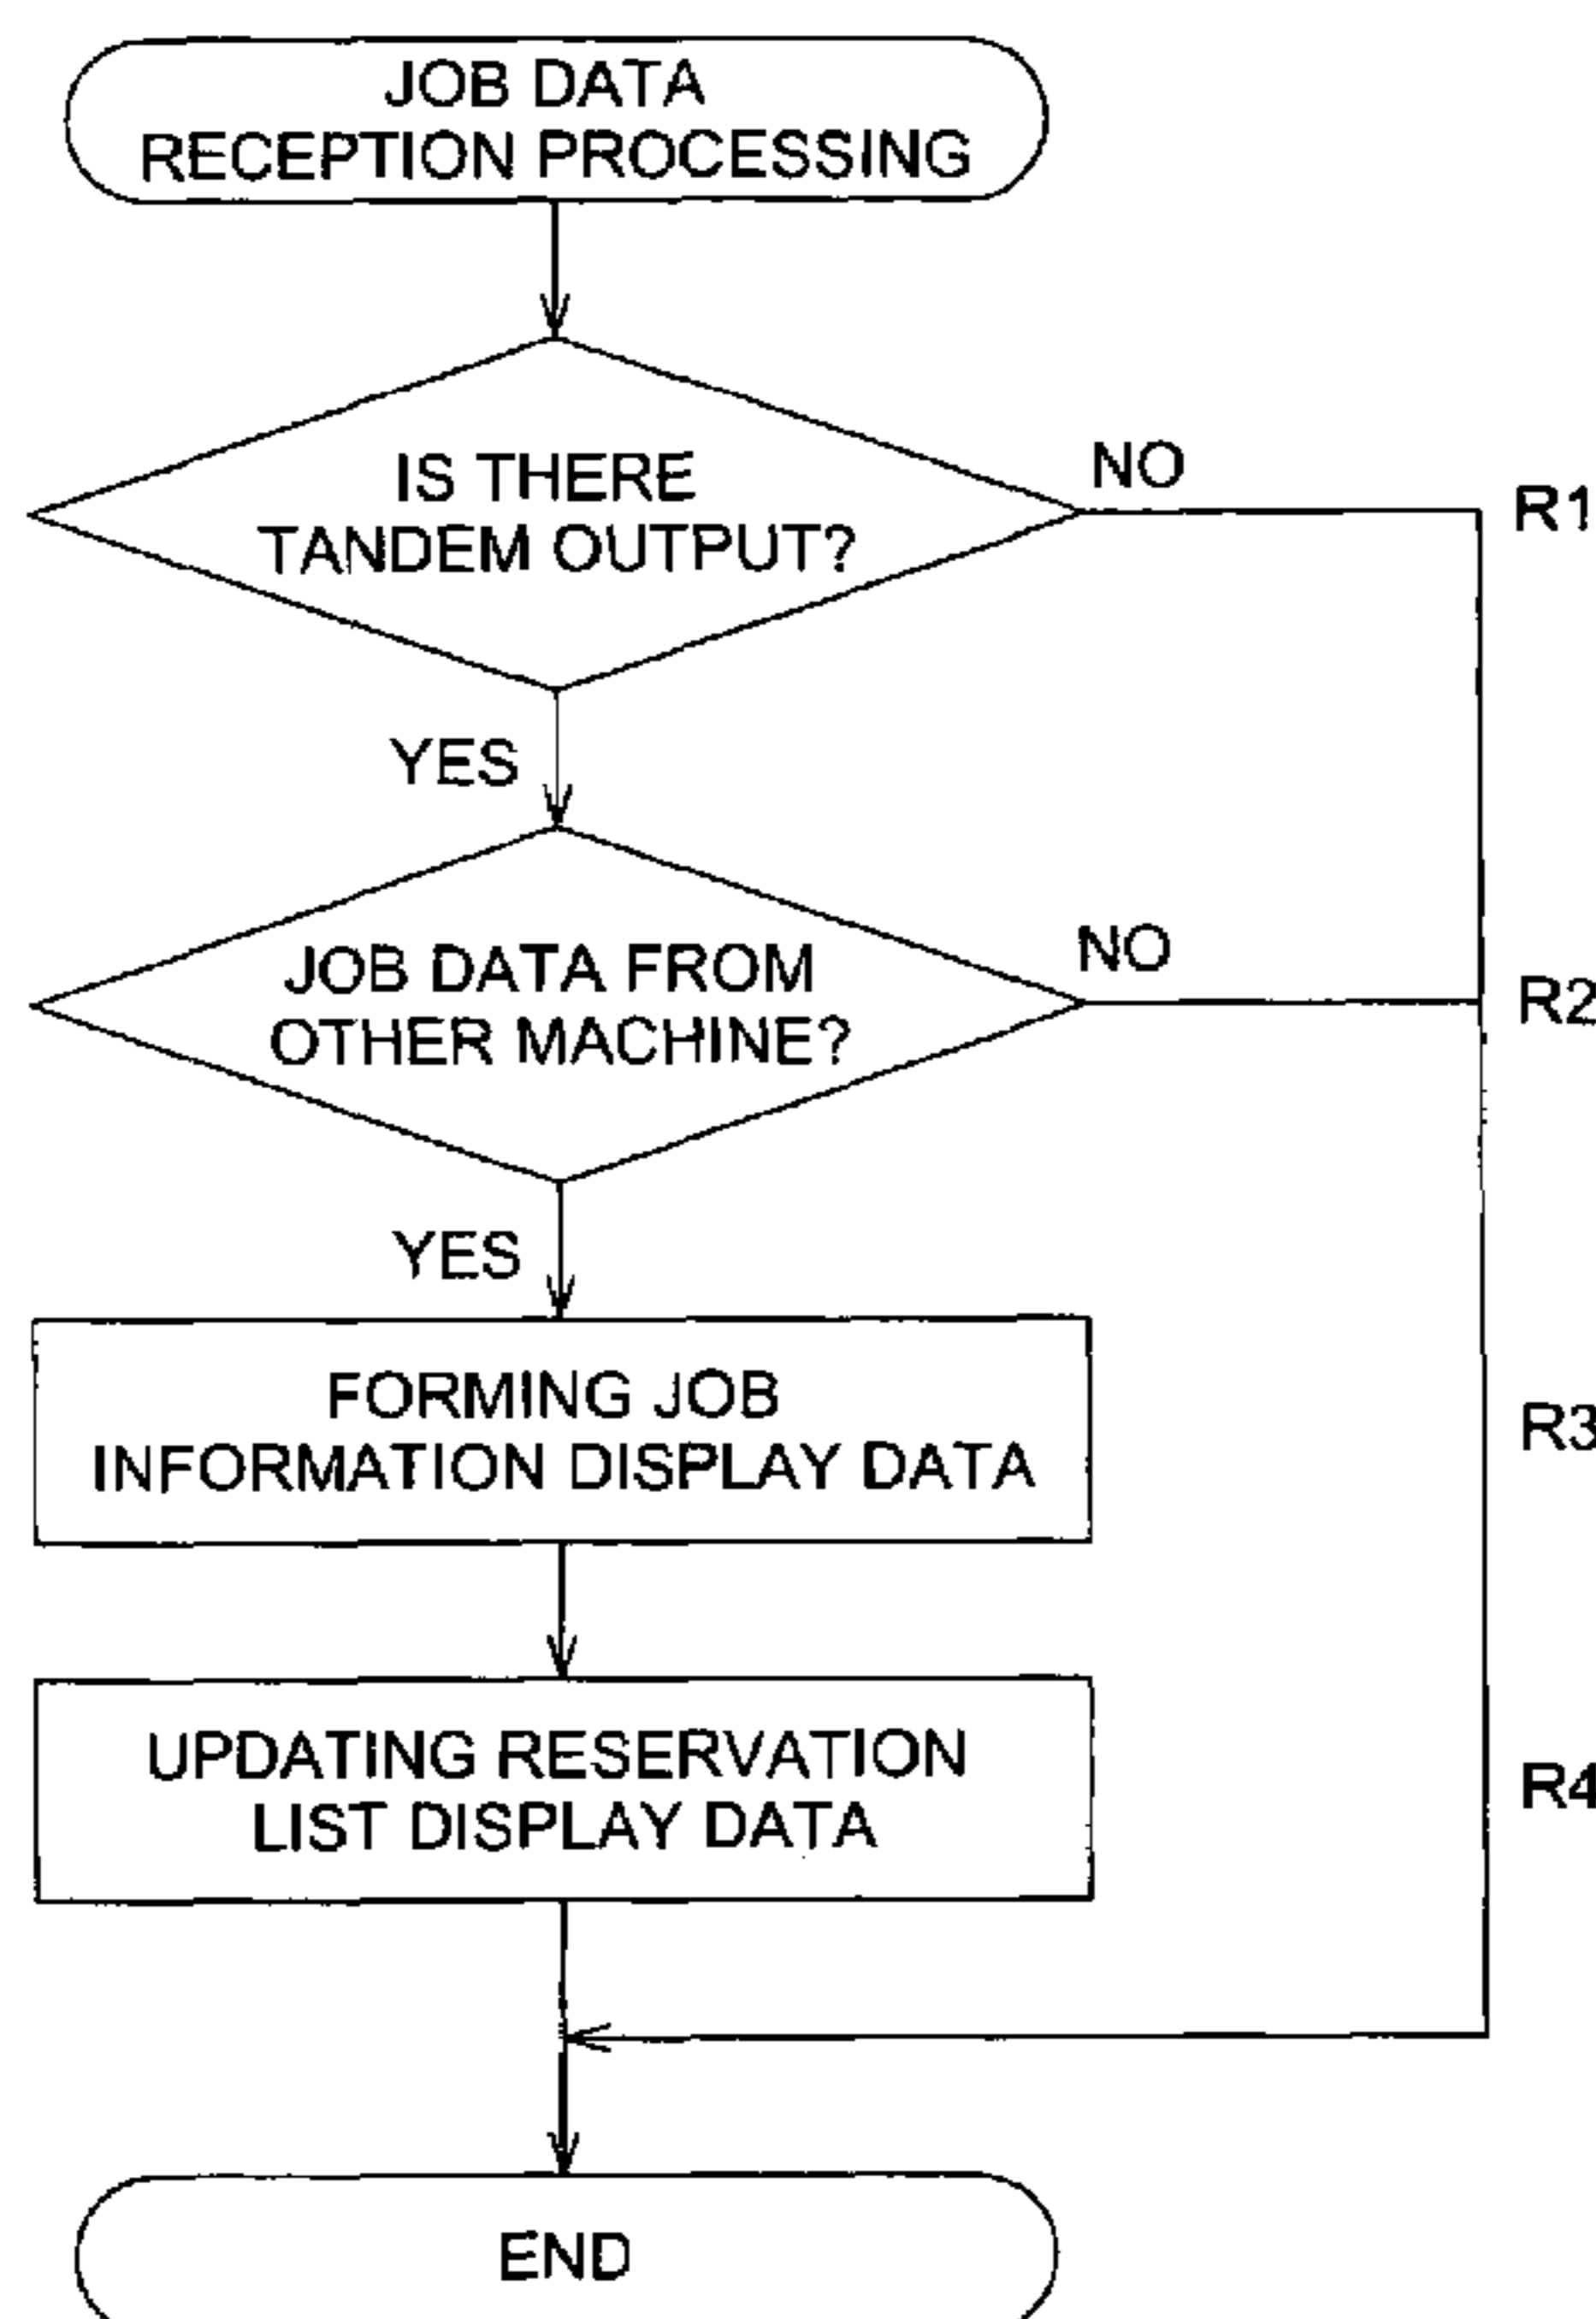 JOB DATA
RECEPTION PROCESSING
IS THERE
TANDEM OUTPUT?
NO
R1
YES
JOB DATA FROM
OTHER MACHINE?
NO
R2
YES
FORMING JOB
INFORMATION DISPLAY DATA
R3
UPDATING RESERVATION
LIST DISPLAY DATA
R4
END